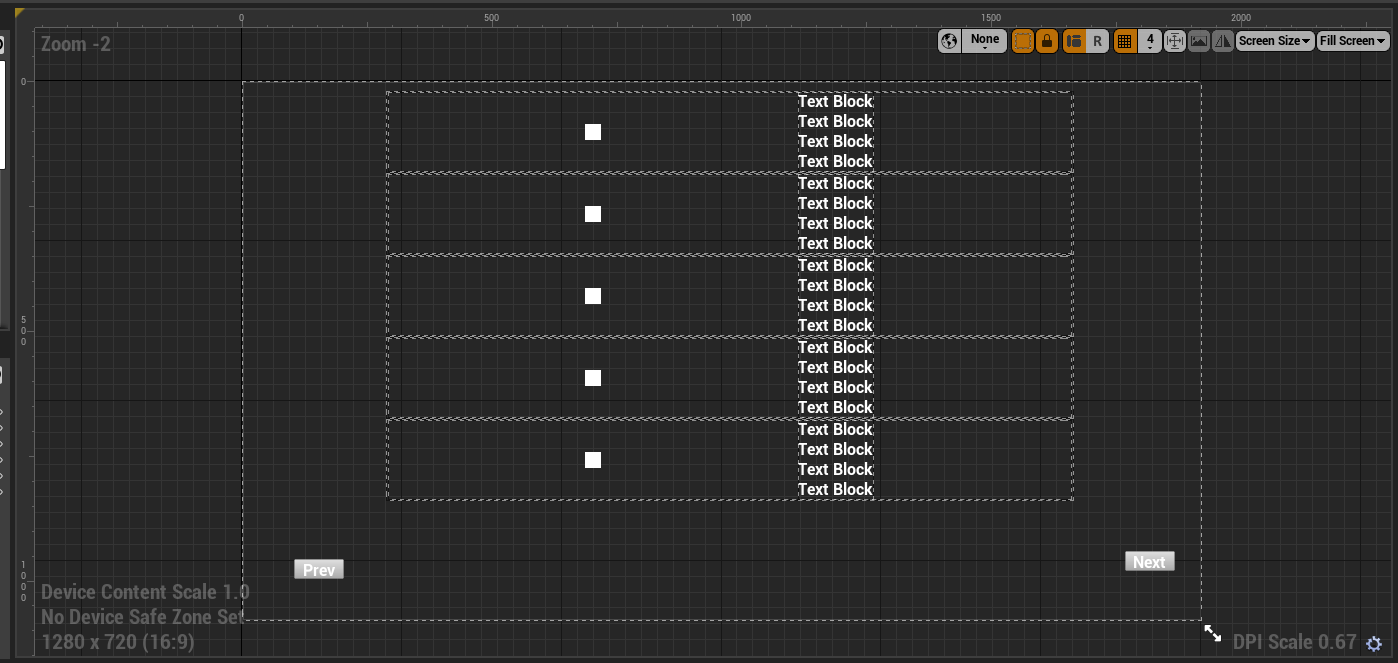 0 500 1000 1500 2000
Zoom -2
None
R
4
Screen Size
Fill Screen
0
Text Block
Text Block
Text Block
Text Block
Text Block
Text Block
Text Block
Text Block
Text Block
Text Block
Text Block
Text Block
500
Text Block
Text Block
Text Block
Text Block
Text Block
Text Block
Text Block
Text Block
Prev
Next
1000
Device Content Scale 1.0
No Device Safe Zone Set
1280 x 720 (16:9)
DPI Scale 0.67